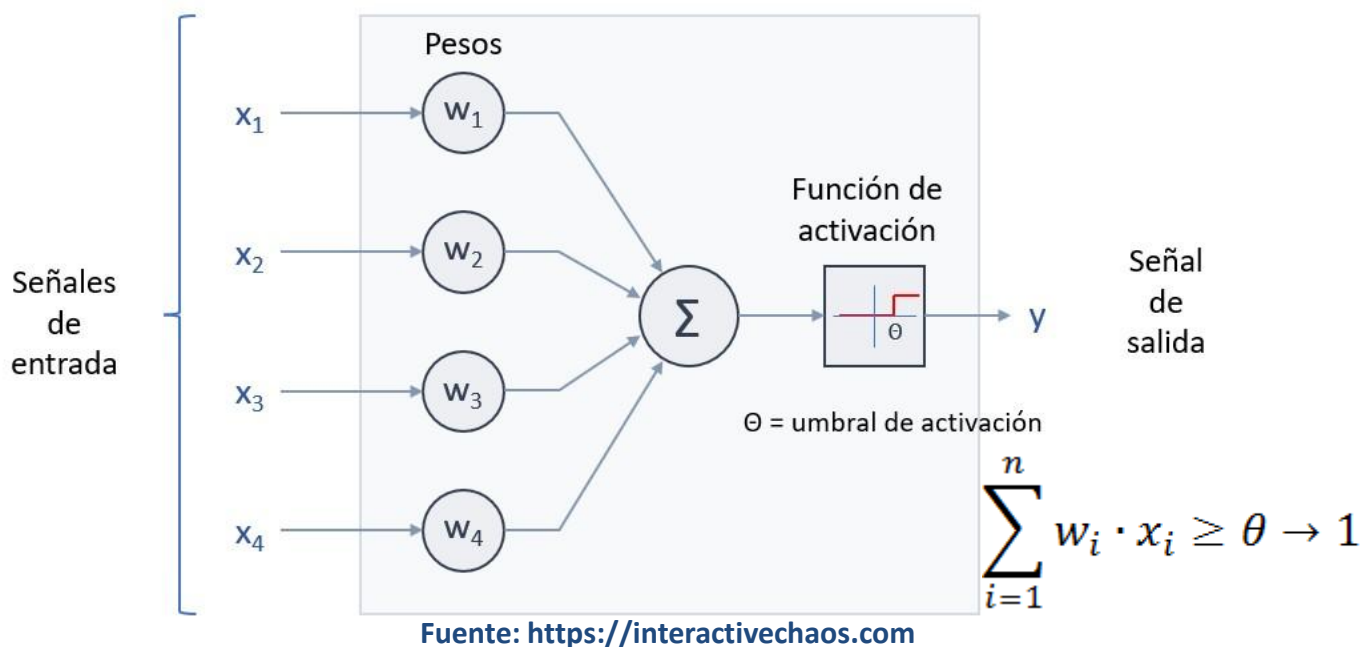 Pesos
x₁
w₁
x₂
w₂
x₃
w₃
x₄
w₄
Señales
de
entrada
Σ
Función de
activación
Θ
y
Señal
de
salida
Θ = umbral de activación
n
∑ wᵢ · xᵢ ≥ θ → 1
i=1
Fuente: https://interactivechaos.com